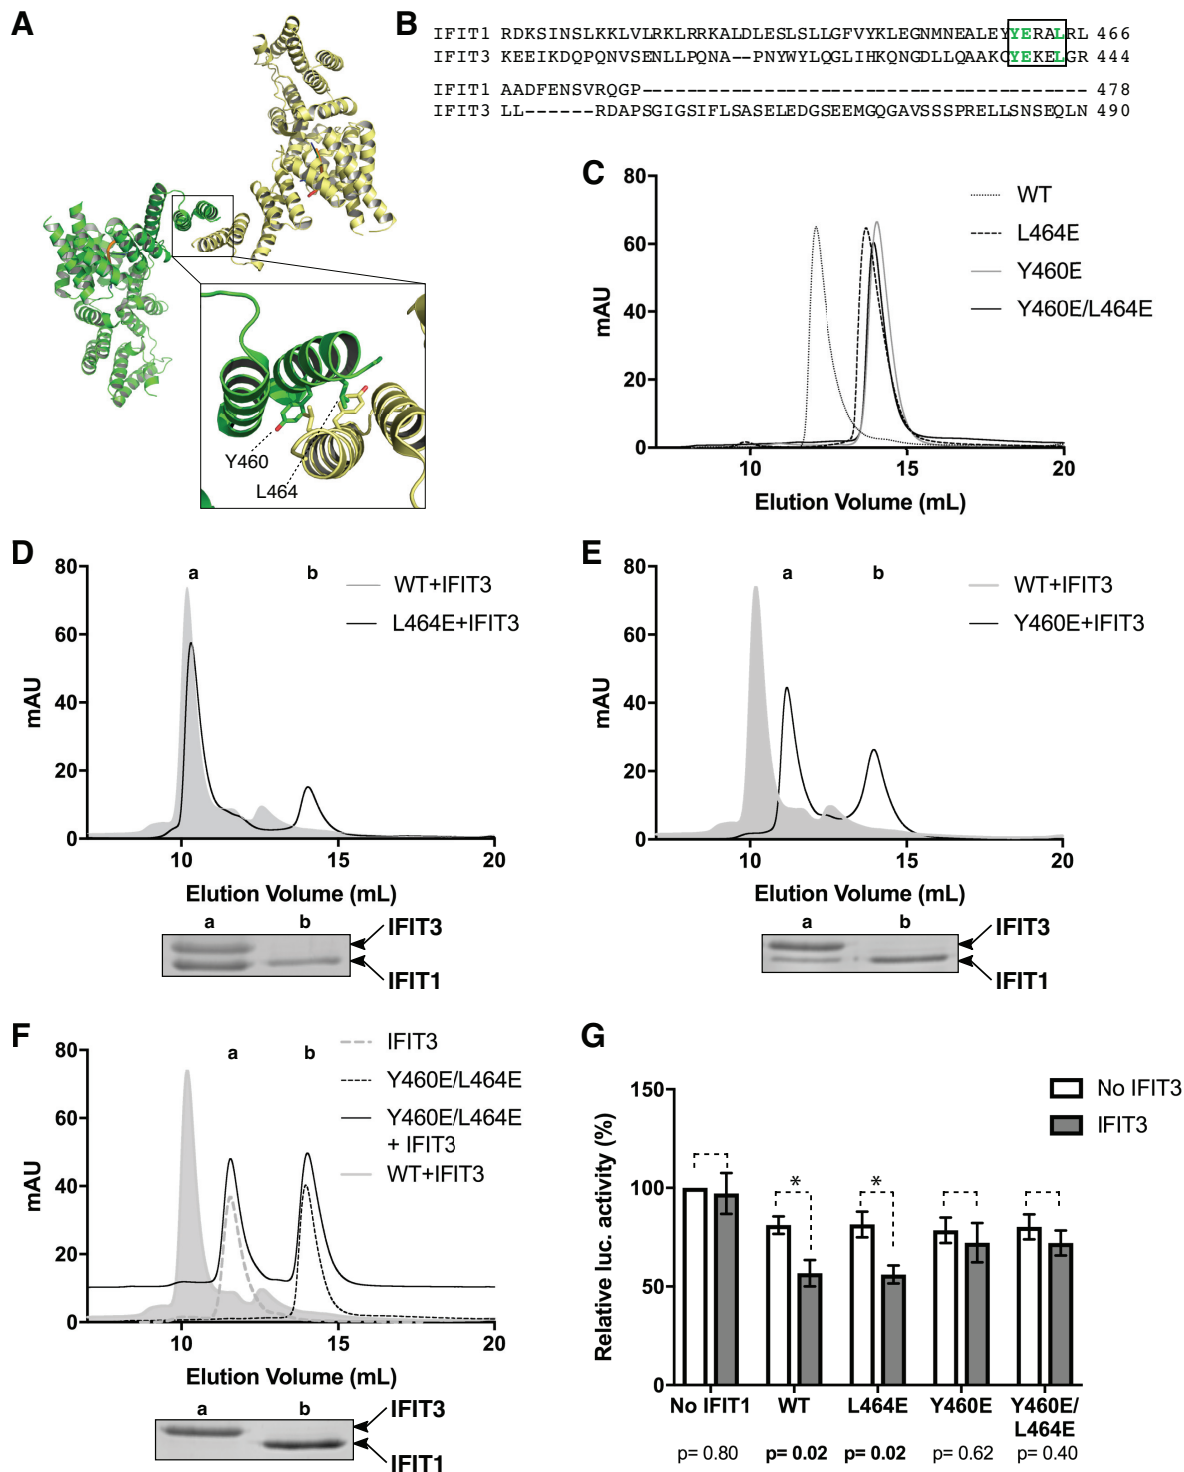 A
Y460
L464
B
IFIT1 RDKSINSLKKLVLRKLRRKALDLESLSLLGFVYKLEGNMNEALEYYERALRL 466
IFIT3 KEEIKDQPQNVSENLLPQNA--PNYWYLQGLIHKQNGDLLQAAKCYEKELGR 444
IFIT1 AADFENSVRQGP---------------------------------------- 478
IFIT3 LL------RDAPSGIGSIFLSASELEDGSEEMGQGAVSSSPRELLSNSEQLN 490
C
80
60
40
20
0
mAU
10
15
20
Elution Volume (mL)
WT
L464E
Y460E
Y460E/L464E
D
80
60
40
20
0
mAU
a
b
WT+IFIT3
L464E+IFIT3
10
15
20
Elution Volume (mL)
a
b
IFIT3
IFIT1
E
80
60
40
20
0
mAU
a
b
WT+IFIT3
Y460E+IFIT3
10
15
20
Elution Volume (mL)
a
b
IFIT3
IFIT1
F
80
60
40
20
0
mAU
a
b
IFIT3
Y460E/L464E
Y460E/L464E
+ IFIT3
WT+IFIT3
10
15
20
Elution Volume (mL)
a
b
IFIT3
IFIT1
G
150
100
50
0
Relative luc. activity (%)
No IFIT3
IFIT3
*
*
No IFIT1
WT
L464E
Y460E
Y460E/
L464E
p= 0.80
p= 0.02
p= 0.02
p= 0.62
p= 0.40